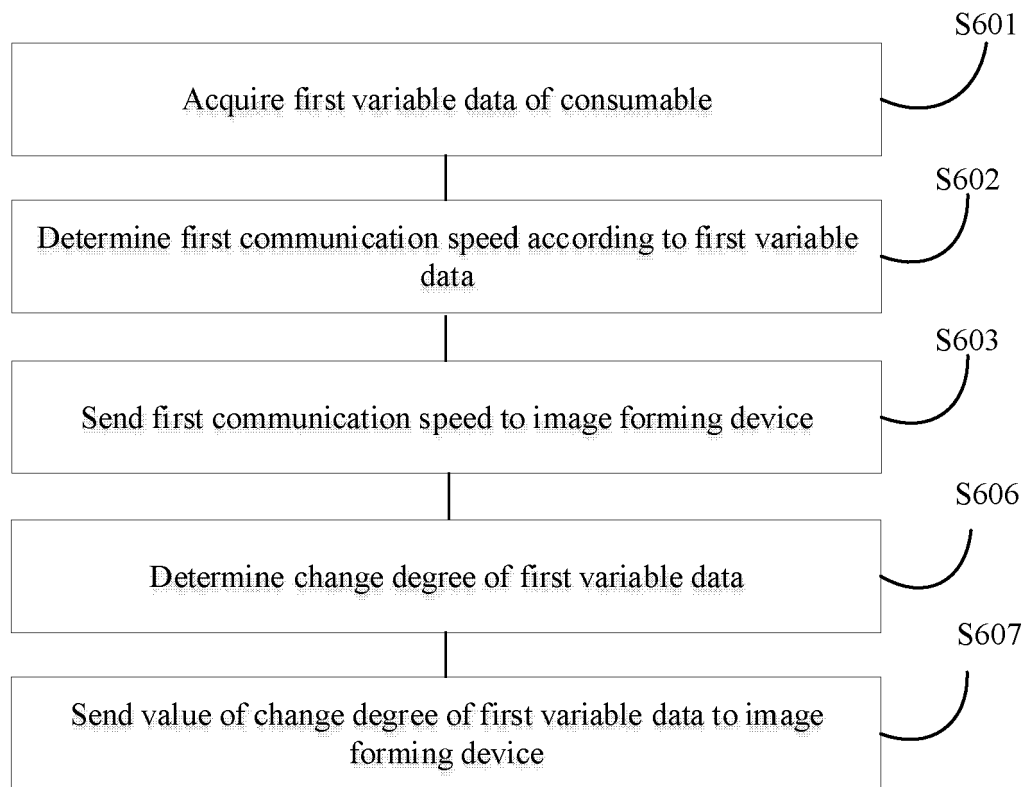 S601
Acquire first variable data of consumable
S602
Determine first communication speed according to first variable
data
S603
Send first communication speed to image forming device
S606
Determine change degree of first variable data
S607
Send value of change degree of first variable data to image
forming device